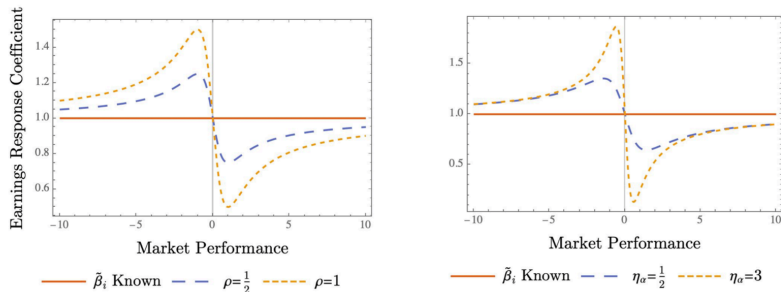 Earnings Response Coefficient
1.4
1.2
1.0
0.8
0.6
-10
-5
0
5
10
Market Performance
β̃ᵢ Known
ρ=1/2
ρ=1
1.5
1.0
0.5
-10
-5
0
5
10
Market Performance
β̃ᵢ Known
ηα=1/2
ηα=3